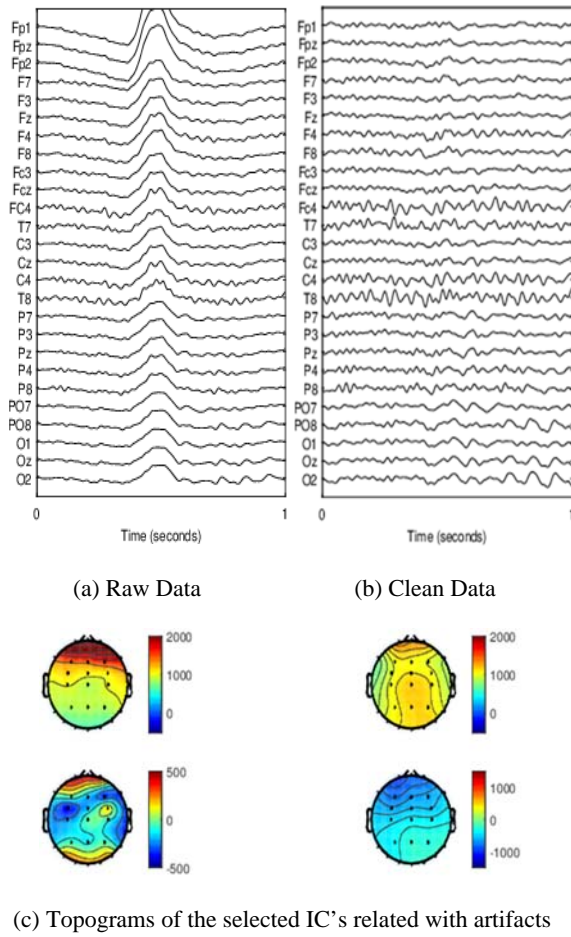 Fp1
Fpz
Fp2
F7
F3
Fz
F4
F8
Fc3
Fcz
FC4
T7
C3
Cz
C4
T8
P7
P3
Pz
P4
P8
PO7
PO8
O1
Oz
O2
0
1
Time (seconds)
Fp1
Fpz
Fp2
F7
F3
Fz
F4
F8
Fc3
Fcz
Fc4
T7
C3
Cz
C4
T8
P7
P3
Pz
P4
P8
PO7
PO8
O1
Oz
O2
0
1
Time (seconds)
(a) Raw Data
(b) Clean Data
2000
1000
0
2000
1000
0
500
0
-500
1000
0
-1000
(c) Topograms of the selected IC's related with artifacts